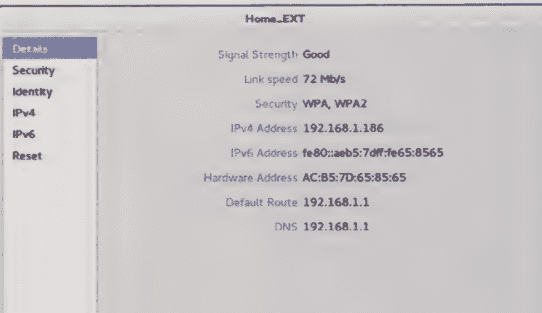 Home_EXT
Details
Security
Identity
IPv4
IPv6
Reset
Signal Strength Good
Link speed 72 Mb/s
Security WPA, WPA2
IPv4 Address 192.168.1.186
IPv6 Address fe80::aeb5:7dff:fe65:8565
Hardware Address AC:B5:7D:65:85:65
Default Route 192.168.1.1
DNS 192.168.1.1